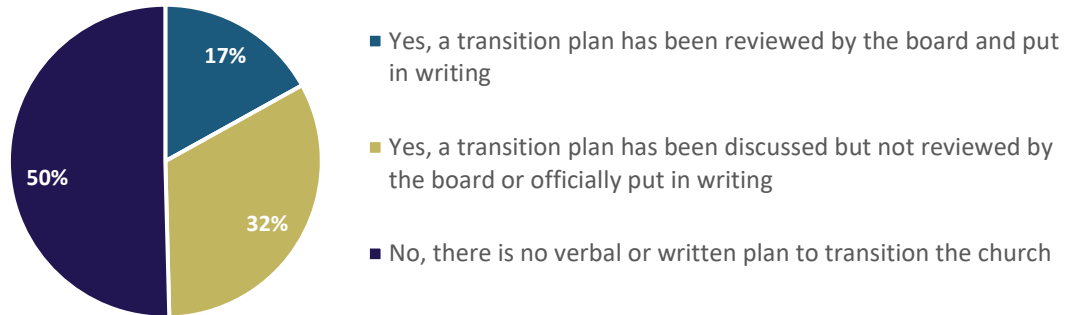 17%
Yes, a transition plan has been reviewed by the board and put
in writing
Yes, a transition plan has been discussed but not reviewed by
the board or officially put in writing
50%
32%
No, there is no verbal or written plan to transition the church